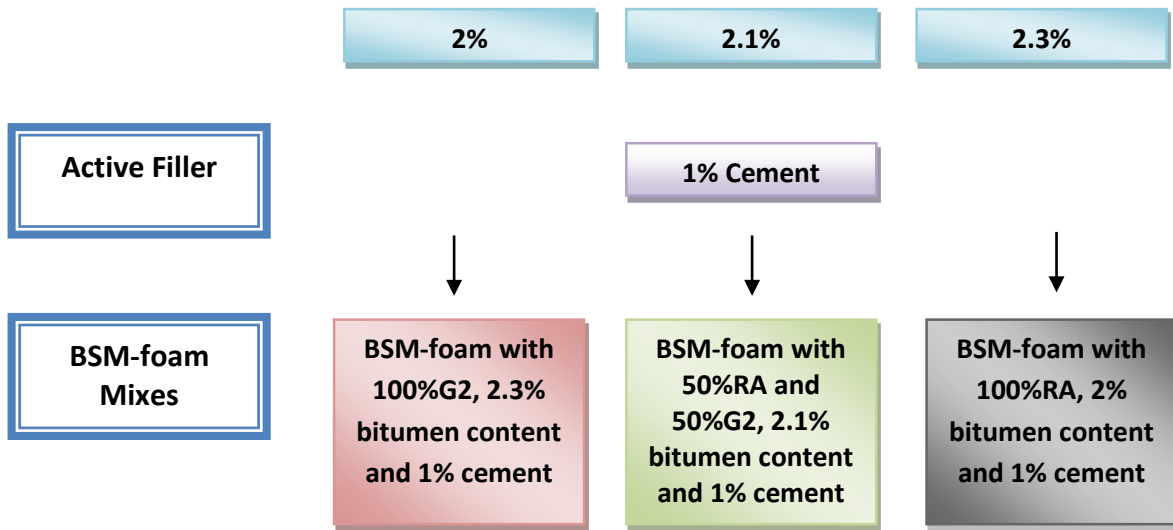 2%
2.1%
2.3%
Active Filler
1% Cement
BSM-foam
Mixes
BSM-foam with
100%G2, 2.3%
bitumen content
and 1% cement
BSM-foam with
50%RA and
50%G2, 2.1%
bitumen content
and 1% cement
BSM-foam with
100%RA, 2%
bitumen content
and 1% cement